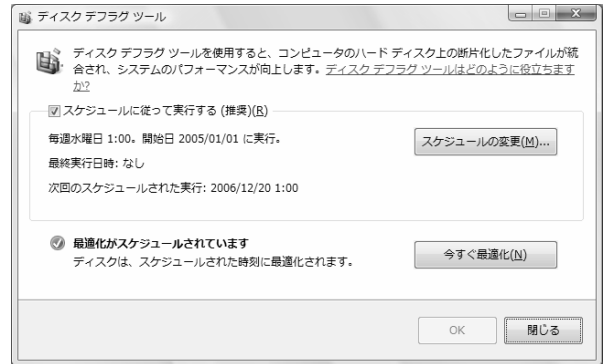 ディスク デフラグ ツール
ディスク デフラグ ツールを使用すると、コンピュータのハード ディスク上の断片化したファイルが統
合され、システムのパフォーマンスが向上します。ディスク デフラグ ツールはどのように役立ちます
か?
スケジュールに従って実行する (推奨)(R)
毎週水曜日 1:00。開始日 2005/01/01 に実行。
スケジュールの変更(M)...
最終実行日時: なし
次回のスケジュールされた実行: 2006/12/20 1:00
最適化がスケジュールされています
ディスクは、スケジュールされた時刻に最適化されます。
今すぐ最適化(N)
OK
閉じる